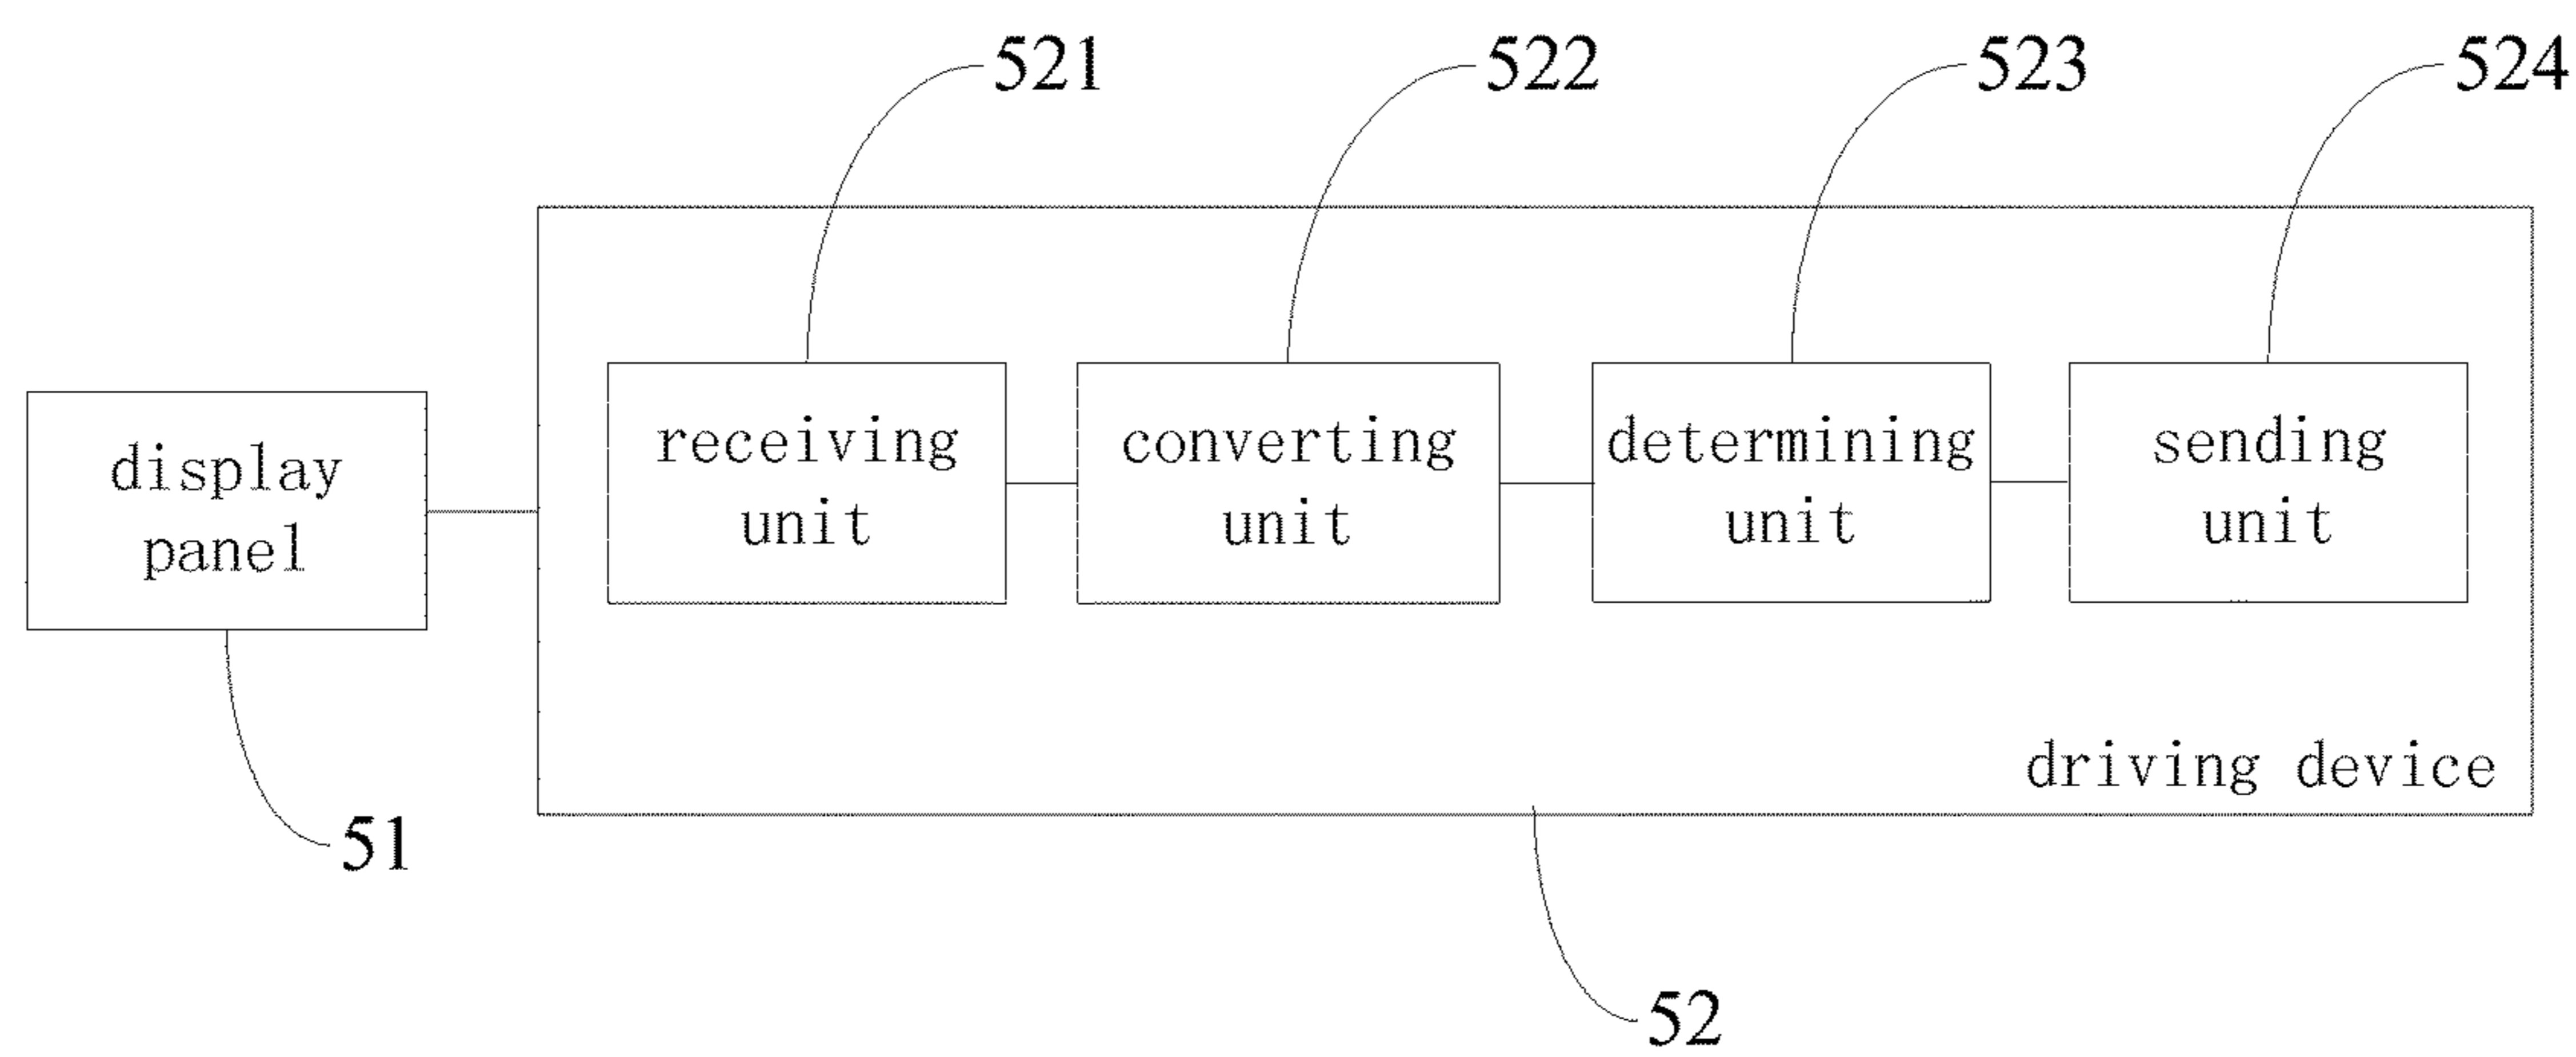 521
522
523
524
display
panel
receiving
unit
converting
unit
determining
unit
sending
unit
driving device
51
52